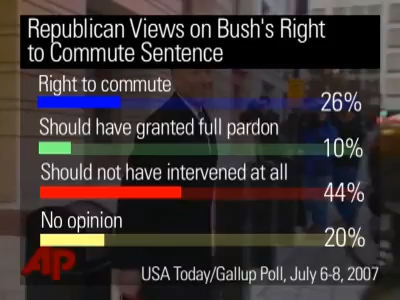 Republican Views on Bush's Right
to Commute Sentence
Right to commute
26%
Should have granted full pardon
10%
Should not have intervened at all
44%
No opinion
20%
AP
USA Today/Gallup Poll, July 6-8, 2007